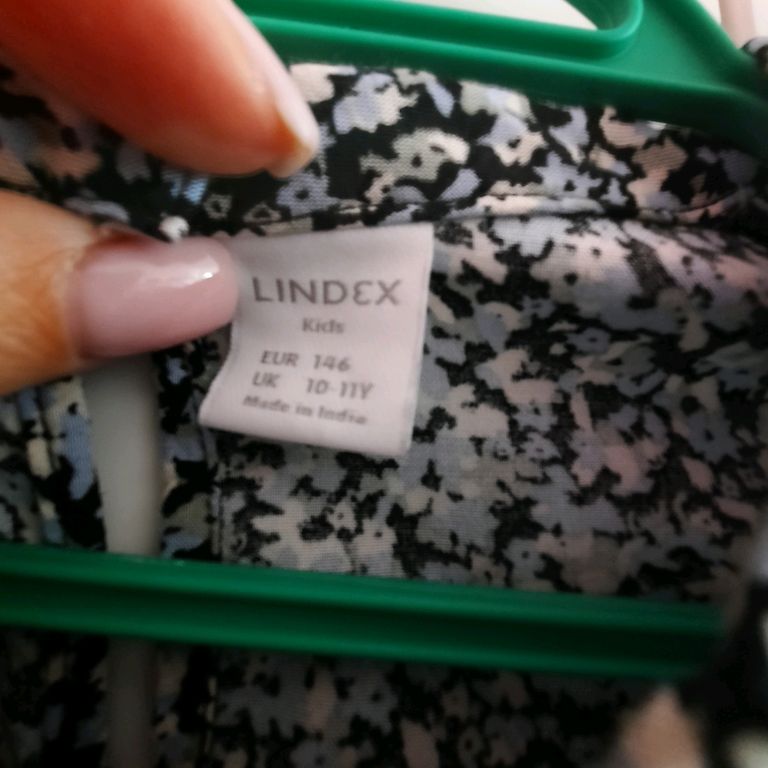 LINDEX
Kids
EUR 146
UK 10-11Y
Made in India